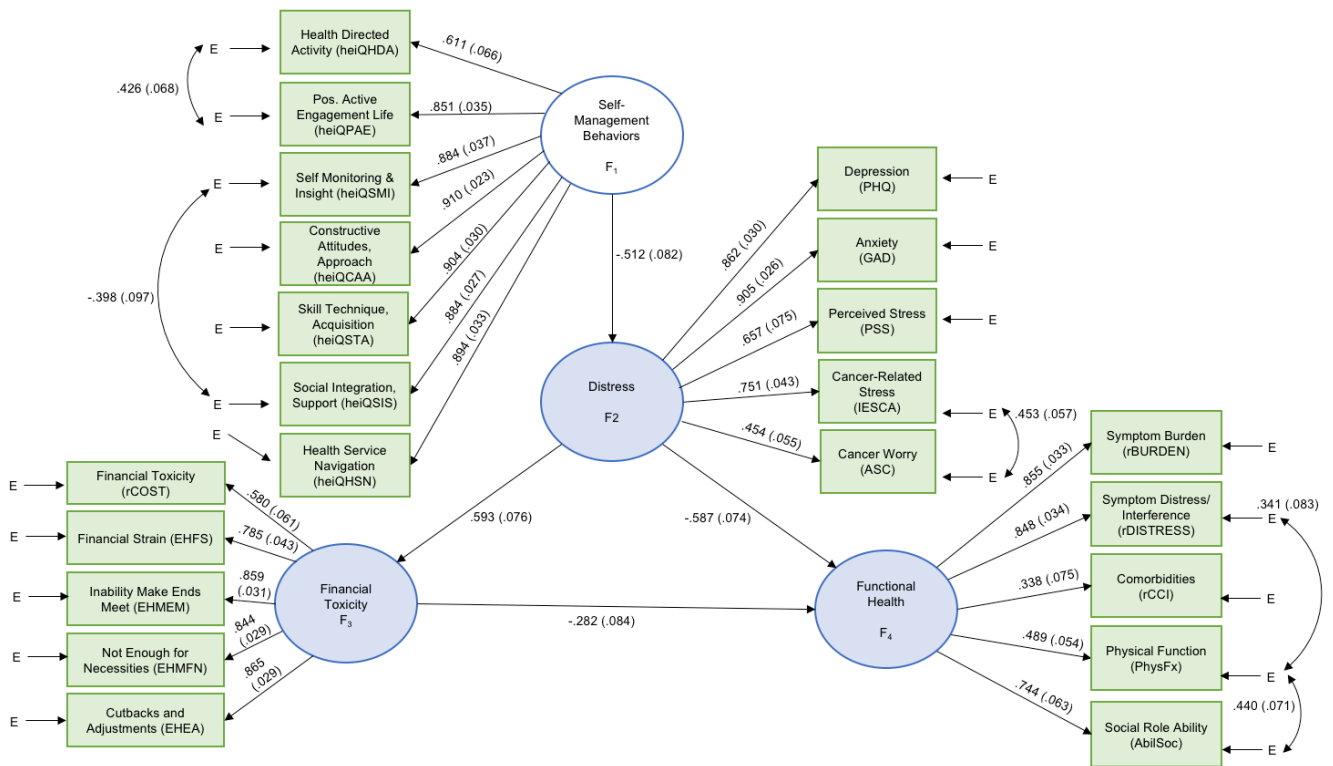 Health Directed
Activity (heiQHDA)
E
.611 (.066)
.426 (.068)
Pos. Active
Engagement Life
(heiQPAE)
E
.851 (.035)
Self-
Management
Behaviors
F1
Self Monitoring &
Insight (heiQSMI)
E
.884 (.037)
Constructive
Attitudes,
Approach
(heiQCAA)
E
.910 (.023)
-.398 (.097)
Skill Technique,
Acquisition
(heiQSTA)
E
.904 (.030)
Social Integration,
Support (heiQSIS)
E
.884 (.027)
Health Service
Navigation
(heiQHSN)
E
.894 (.033)
-.512 (.082)
Distress
F2
Depression
(PHQ)
E
.862 (.030)
Anxiety
(GAD)
E
.905 (.026)
Perceived Stress
(PSS)
E
.657 (.075)
Cancer-Related
Stress
(IESCA)
E
.751 (.043)
.453 (.057)
Cancer Worry
(ASC)
E
.454 (.055)
.593 (.076)
-.587 (.074)
Financial Toxicity
(rCOST)
E
.580 (.061)
Financial Strain (EHFS)
E
.785 (.043)
Inability Make Ends
Meet (EHMEM)
E
.859
(.031)
Not Enough for
Necessities (EHMFN)
E
.844
(.029)
Cutbacks and
Adjustments (EHEA)
E
.865
(.029)
Financial
Toxicity
F3
-.282 (.084)
Functional
Health
F4
Symptom Burden
(rBURDEN)
E
.855 (.033)
Symptom Distress/
Interference
(rDISTRESS)
E
.848 (.034)
.341 (.083)
Comorbidities
(rCCI)
E
.338 (.075)
Physical Function
(PhysFx)
E
.489 (.054)
.440 (.071)
Social Role Ability
(AbilSoc)
E
.744 (.063)